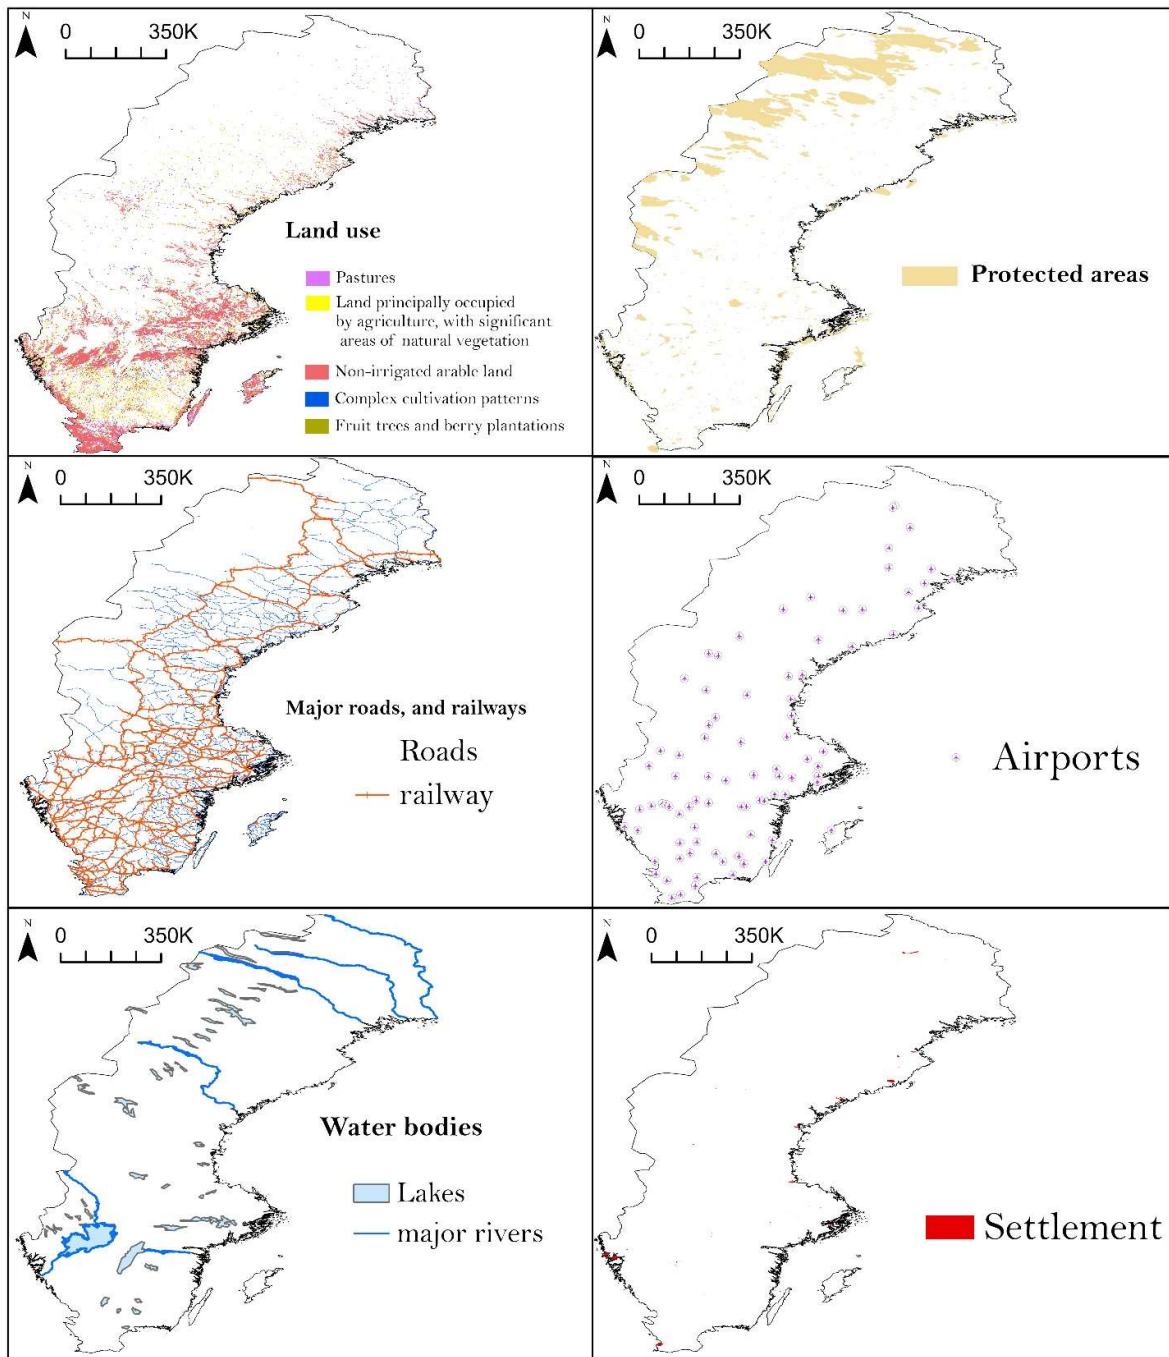 N
0 350K
Land use
Pastures
Land principally occupied
by agriculture, with significant
areas of natural vegetation
Non-irrigated arable land
Complex cultivation patterns
Fruit trees and berry plantations
N
0 350K
Protected areas
N
0 350K
Major roads, and railways
Roads
railway
N
0 350K
Airports
N
0 350K
Water bodies
Lakes
major rivers
N
0 350K
Settlement